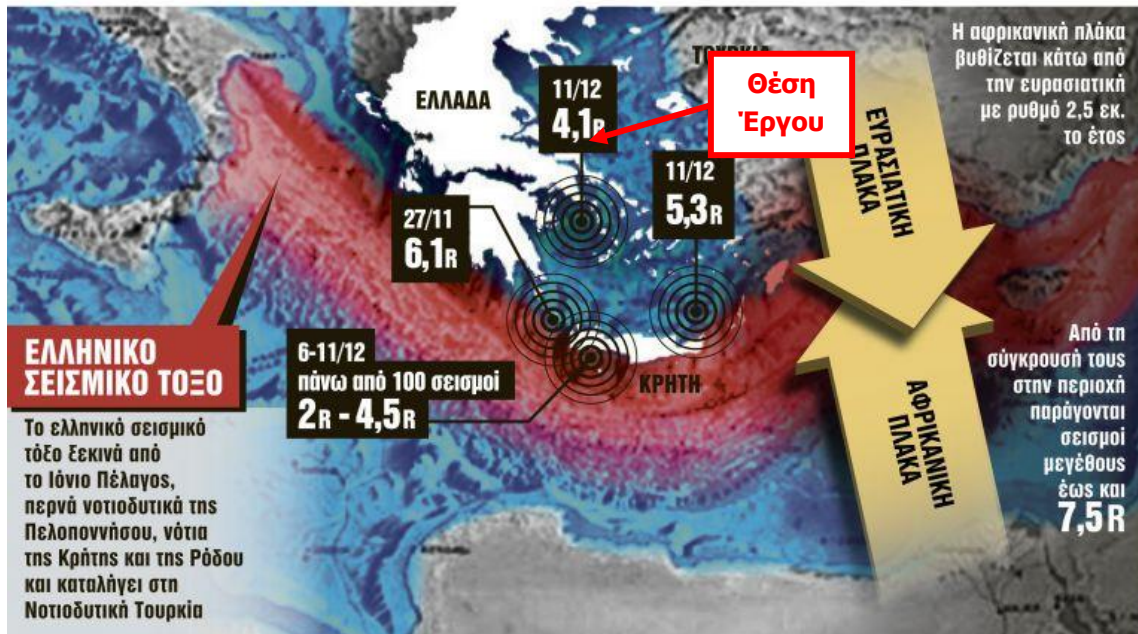 ΕΛΛΑΔΑ
ΤΟΥΡΚΙΑ
Θέση
Έργου
11/12
4,1R
11/12
5,3R
27/11
6,1R
6-11/12
πάνω από 100 σεισμοί
2R - 4,5R
ΚΡΗΤΗ
Η αφρικανική πλάκα
βυθίζεται κάτω από
την ευρασιατική
με ρυθμό 2,5 εκ.
το έτος
ΕΥΡΑΣΙΑΤΙΚΗ
ΠΛΑΚΑ
ΑΦΡΙΚΑΝΙΚΗ
ΠΛΑΚΑ
Από τη
σύγκρουσή τους
στην περιοχή
παράγονται
σεισμοί
μεγέθους
έως και
7,5R
ΕΛΛΗΝΙΚΟ
ΣΕΙΣΜΙΚΟ ΤΟΞΟ
Το ελληνικό σεισμικό
τόξο ξεκινά από
το Ιόνιο Πέλαγος,
περνά νοτιοδυτικά της
Πελοποννήσου, νότια
της Κρήτης και της Ρόδου
και καταλήγει στη
Νοτιοδυτική Τουρκία